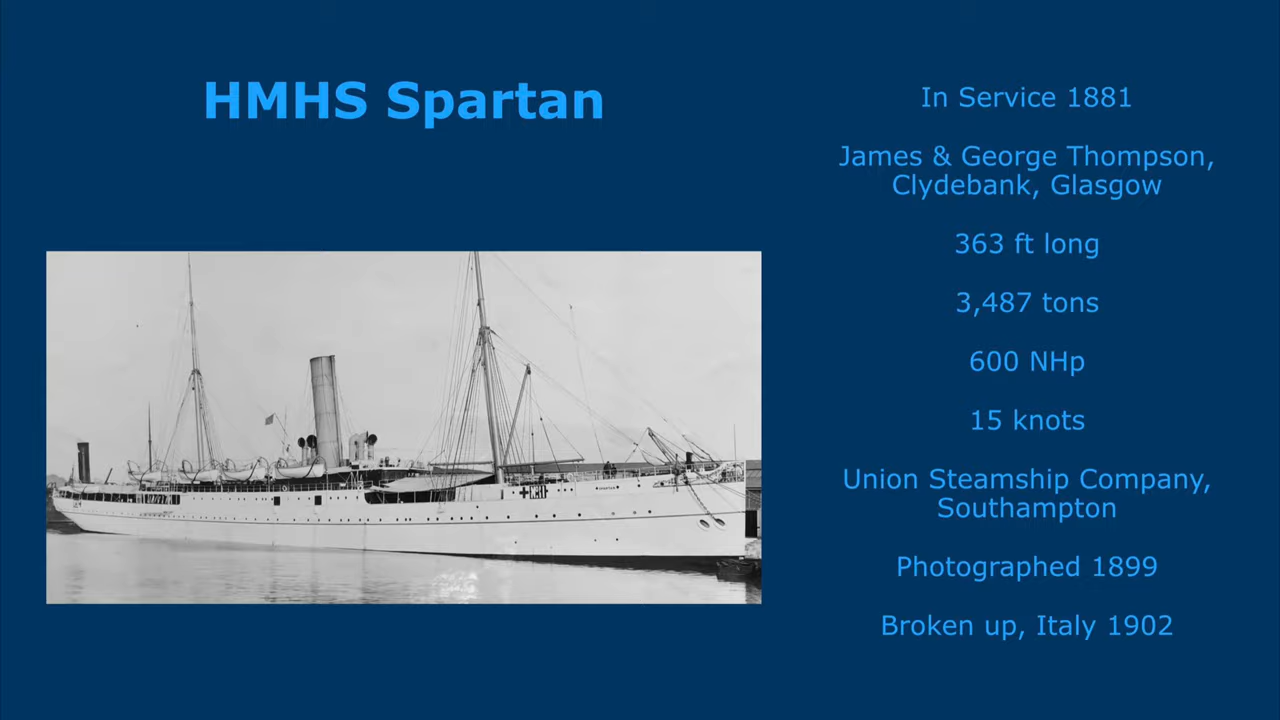 HMHS Spartan
In Service 1881
James & George Thompson,
Clydebank, Glasgow
363 ft long
3,487 tons
600 NHp
15 knots
Union Steamship Company,
Southampton
Photographed 1899
Broken up, Italy 1902